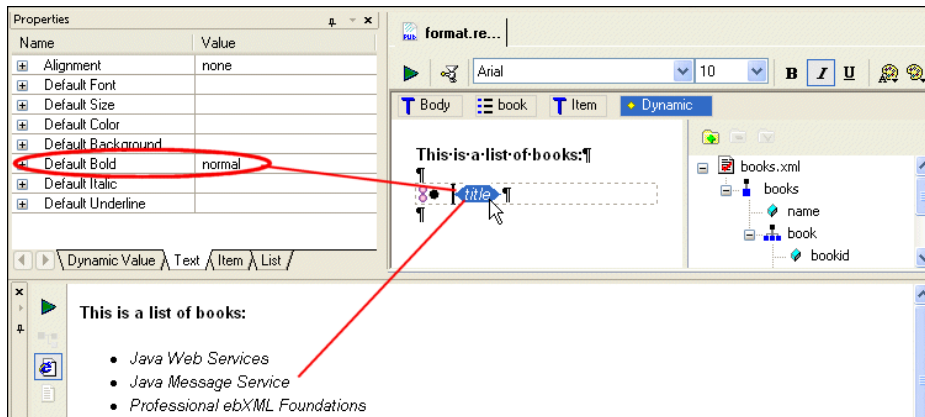 Properties
Name Value
Alignment none
Default Font
Default Size
Default Color
Default Background
Default Bold normal
Default Italic
Default Underline
Dynamic Value Text Item List
format.re...
Arial 10 B I U
Body book Item Dynamic
This·is·a·list·of·books:¶
¶
title ¶
¶
books.xml
books
name
book
bookid
This is a list of books:
• Java Web Services
• Java Message Service
• Professional ebXML Foundations